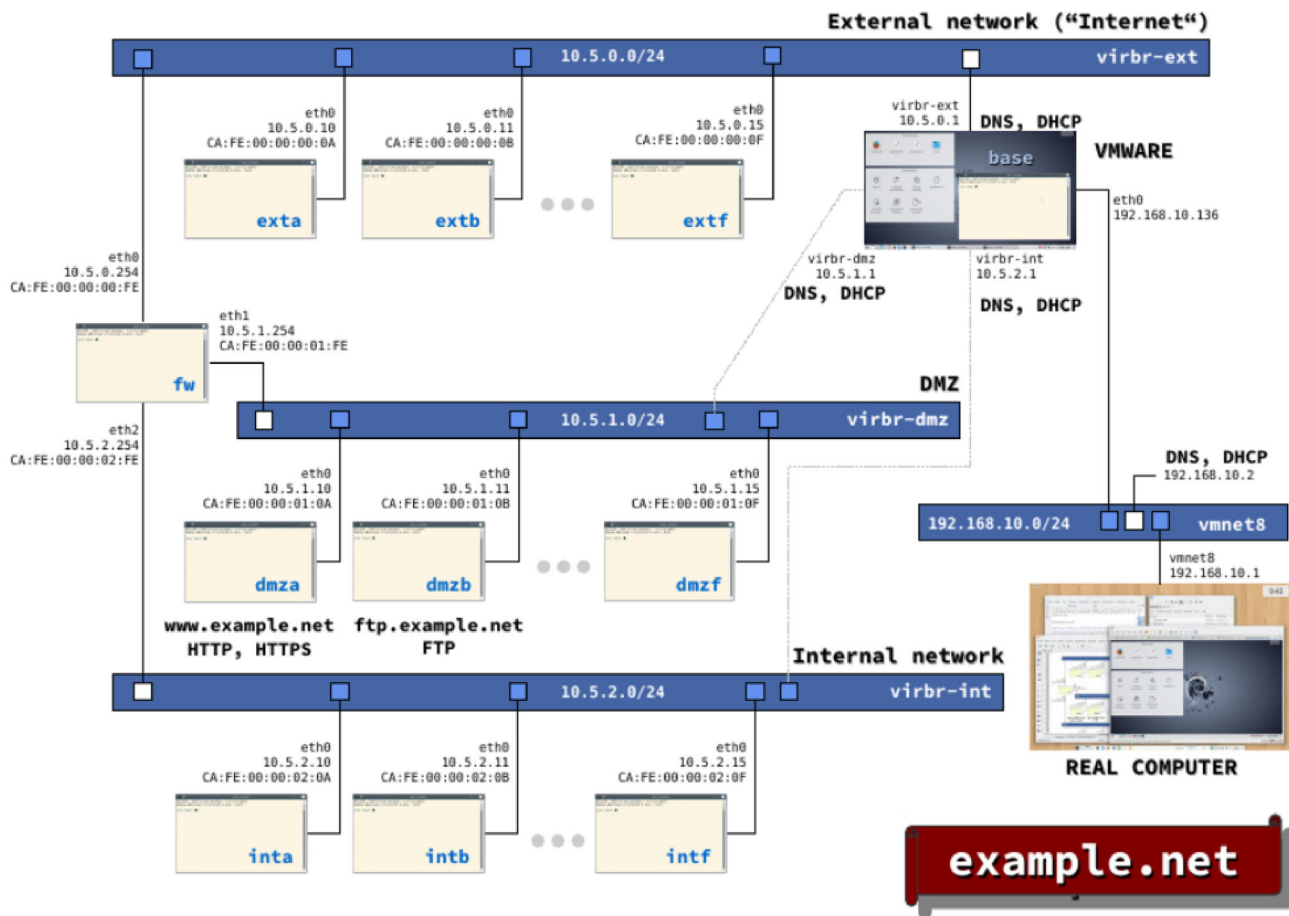 External network (“Internet“)
10.5.0.0/24
virbr-ext
eth0
10.5.0.10
CA:FE:00:00:00:0A
exta
eth0
10.5.0.11
CA:FE:00:00:00:0B
extb
eth0
10.5.0.15
CA:FE:00:00:00:0F
extf
virbr-ext
10.5.0.1
DNS, DHCP
base
VMWARE
eth0
192.168.10.136
virbr-dmz
10.5.1.1
DNS, DHCP
virbr-int
10.5.2.1
DNS, DHCP
eth0
10.5.0.254
CA:FE:00:00:00:FE
eth1
10.5.1.254
CA:FE:00:00:01:FE
fw
eth2
10.5.2.254
CA:FE:00:00:02:FE
DMZ
10.5.1.0/24
virbr-dmz
eth0
10.5.1.10
CA:FE:00:00:01:0A
dmza
www.example.net
HTTP, HTTPS
eth0
10.5.1.11
CA:FE:00:00:01:0B
dmzb
ftp.example.net
FTP
eth0
10.5.1.15
CA:FE:00:00:01:0F
dmzf
DNS, DHCP
192.168.10.2
192.168.10.0/24
vmnet8
vmnet8
192.168.10.1
REAL COMPUTER
Internal network
10.5.2.0/24
virbr-int
eth0
10.5.2.10
CA:FE:00:00:02:0A
inta
eth0
10.5.2.11
CA:FE:00:00:02:0B
intb
eth0
10.5.2.15
CA:FE:00:00:02:0F
intf
example.net